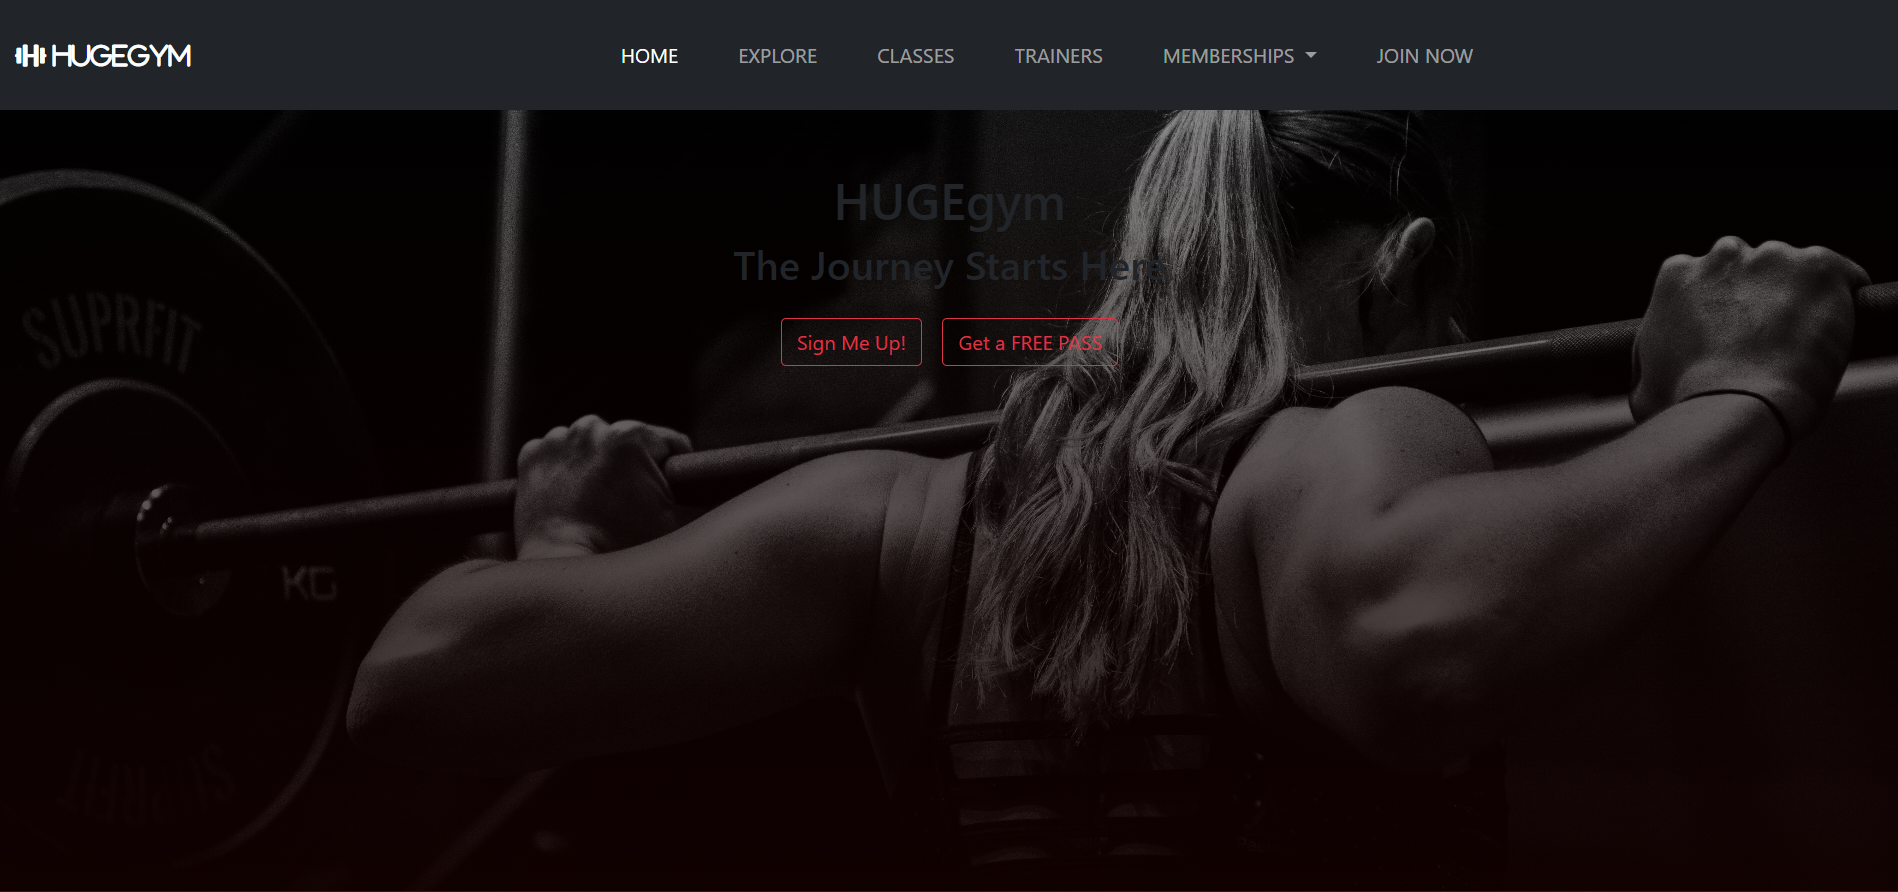 HUGEGYM
HOME EXPLORE CLASSES TRAINERS MEMBERSHIPS JOIN NOW
HUGEgym
The Journey Starts Here
Sign Me Up! Get a FREE PASS
SUPRFIT
KG
SUPRFIT